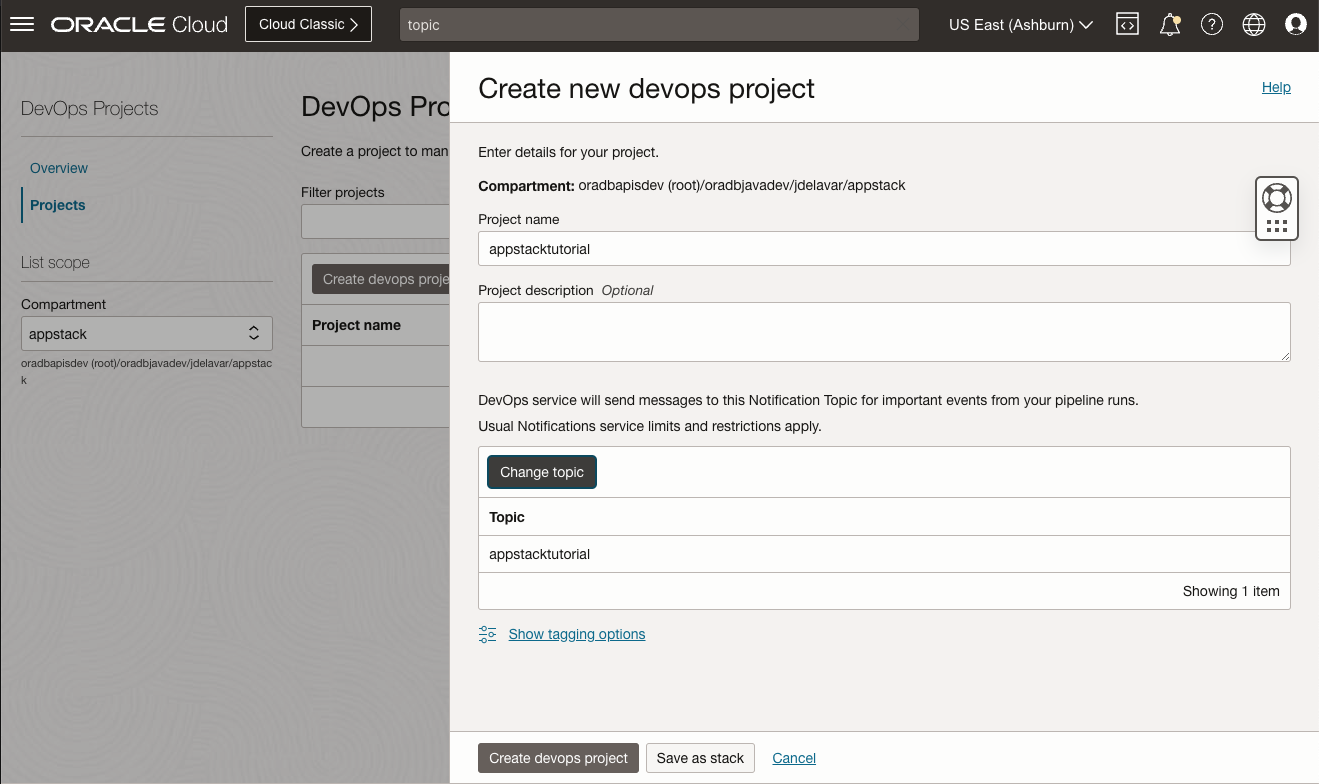 ORACLE Cloud
Cloud Classic
topic
US East (Ashburn)
DevOps Projects
Overview
Projects
List scope
Compartment
appstack
oradbapisdev (root)/oradbjavadev/jdelavar/appstac
k
DevOps Pro
Create a project to man
Filter projects
Create devops proje
Project name
Create new devops project
Help
Enter details for your project.
Compartment: oradbapisdev (root)/oradbjavadev/jdelavar/appstack
Project name
appstacktutorial
Project description Optional
DevOps service will send messages to this Notification Topic for important events from your pipeline runs.
Usual Notifications service limits and restrictions apply.
Change topic
Topic
appstacktutorial
Showing 1 item
Show tagging options
Create devops project
Save as stack
Cancel